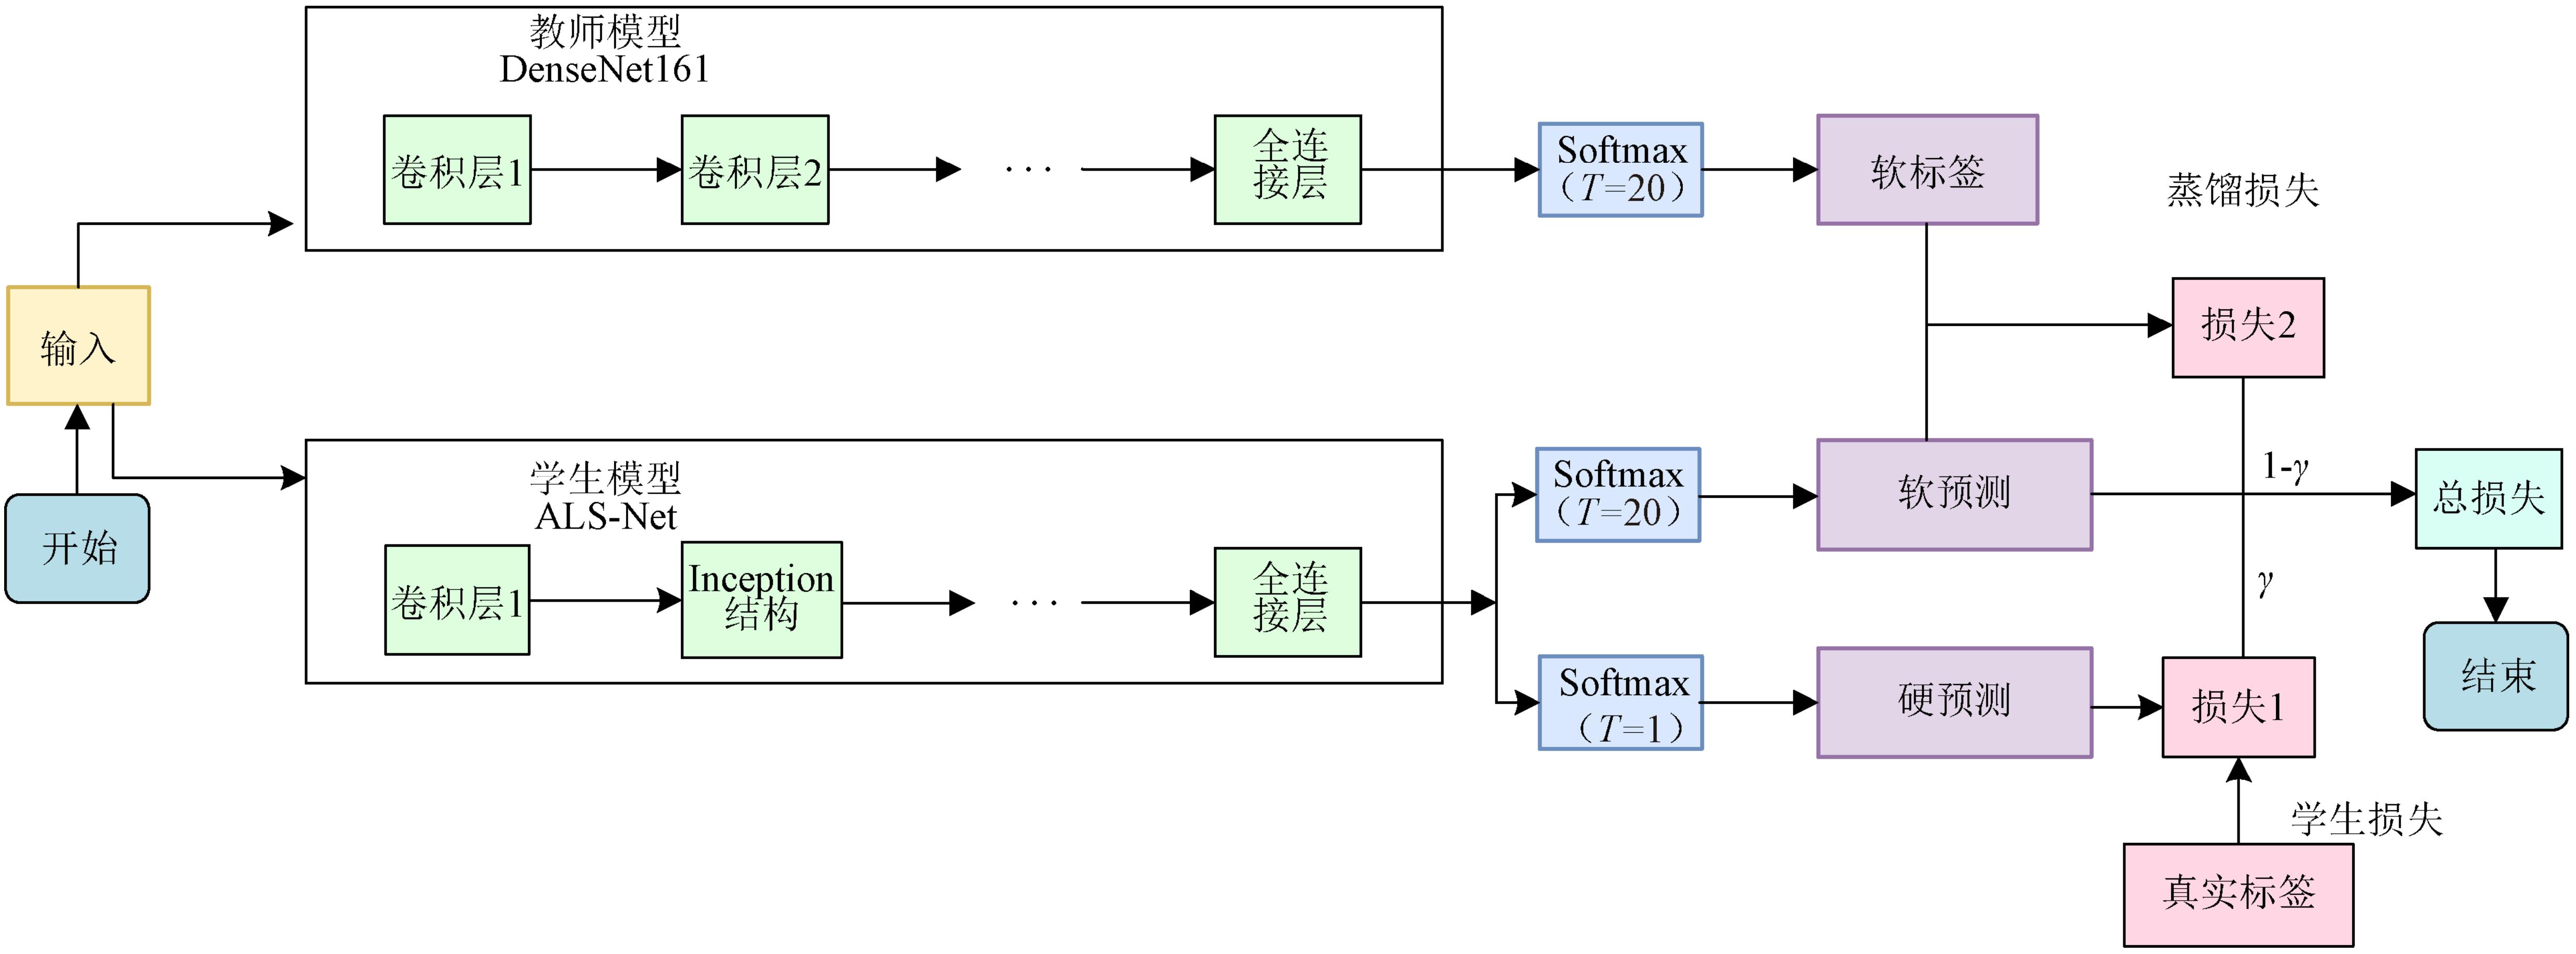 教师模型
DenseNet161
卷积层1
卷积层2
···
全连
接层
Softmax
（T=20）
软标签
蒸馏损失
输入
损失2
学生模型
ALS-Net
卷积层1
Inception
结构
···
全连
接层
Softmax
（T=20）
软预测
1-γ
总损失
开始
γ
Softmax
（T=1）
硬预测
损失1
结束
学生损失
真实标签